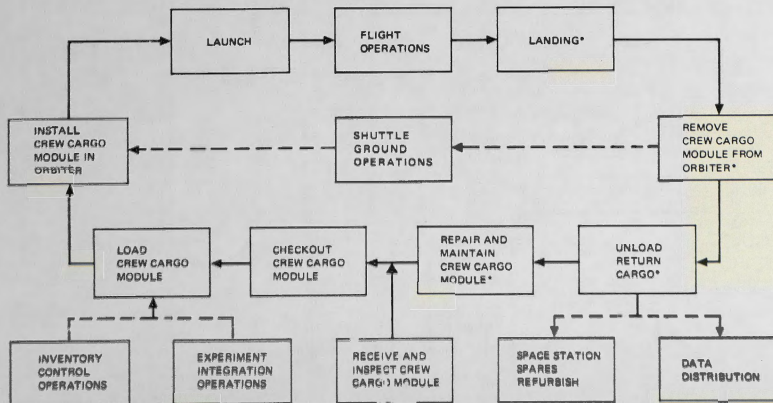 LAUNCH
FLIGHT
OPERATIONS
LANDING*
INSTALL
CREW CARGO
MODULE IN
ORBITER
SHUTTLE
GROUND
OPERATIONS
REMOVE
CREW CARGO
MODULE FROM
ORBITER*
LOAD
CREW CARGO
MODULE
CHECKOUT
CREW CARGO
MODULE
REPAIR AND
MAINTAIN
CREW CARGO
MODULE*
UNLOAD
RETURN
CARGO*
INVENTORY
CONTROL
OPERATIONS
EXPERIMENT
INTEGRATION
OPERATIONS
RECEIVE AND
INSPECT CREW
CARGO MODULE
SPACE STATION
SPARES
REFURBISH
DATA
DISTRIBUTION